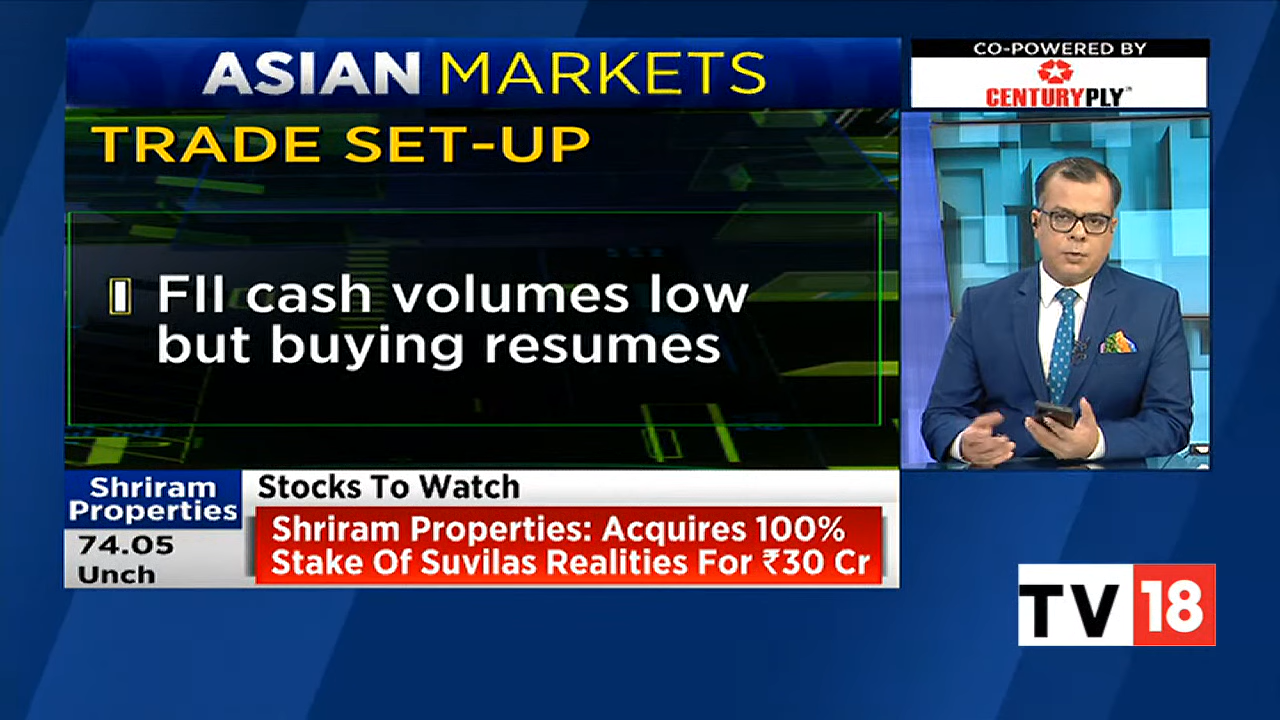 ASIAN MARKETS
TRADE SET-UP
FII cash volumes low
but buying resumes
CO-POWERED BY
CENTURYPLY
Shriram
Properties
74.05
Unch
Stocks To Watch
Shriram Properties: Acquires 100%
Stake Of Suvilas Realities For ₹30 Cr
TV18